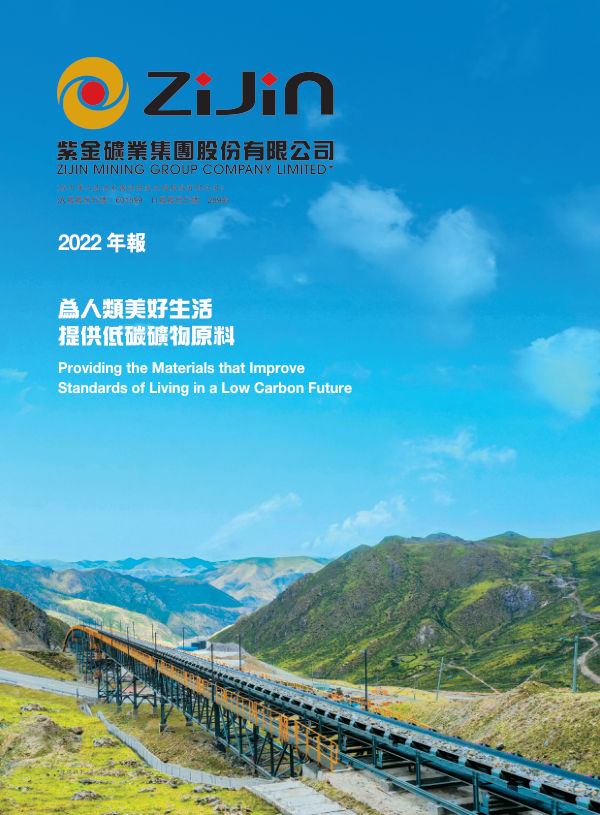 ZiJin
紫金礦業集團股份有限公司
ZIJIN MINING GROUP COMPANY LIMITED*
2022 年報
為人類美好生活
提供低碳礦物原料
Providing the Materials that Improve
Standards of Living in a Low Carbon Future